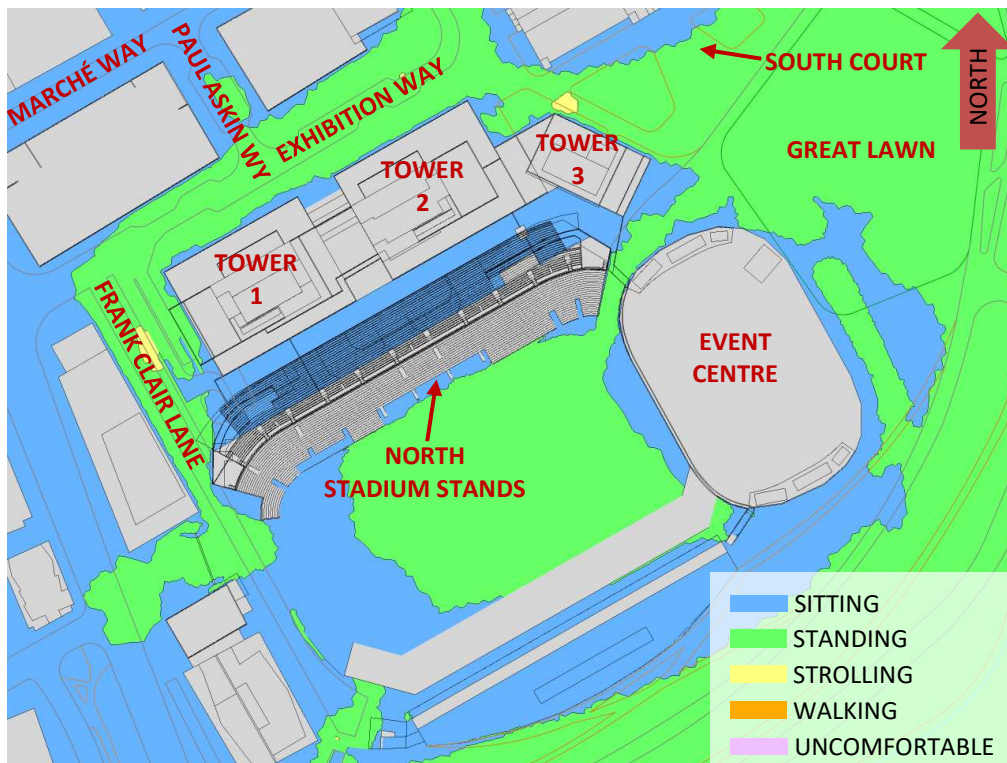 MARCHÉ WAY
PAUL ASKIN WY
EXHIBITION WAY
SOUTH COURT
NORTH
GREAT LAWN
TOWER
3
TOWER
2
TOWER
1
FRANK CLAIR LANE
EVENT
CENTRE
NORTH
STADIUM STANDS
SITTING
STANDING
STROLLING
WALKING
UNCOMFORTABLE